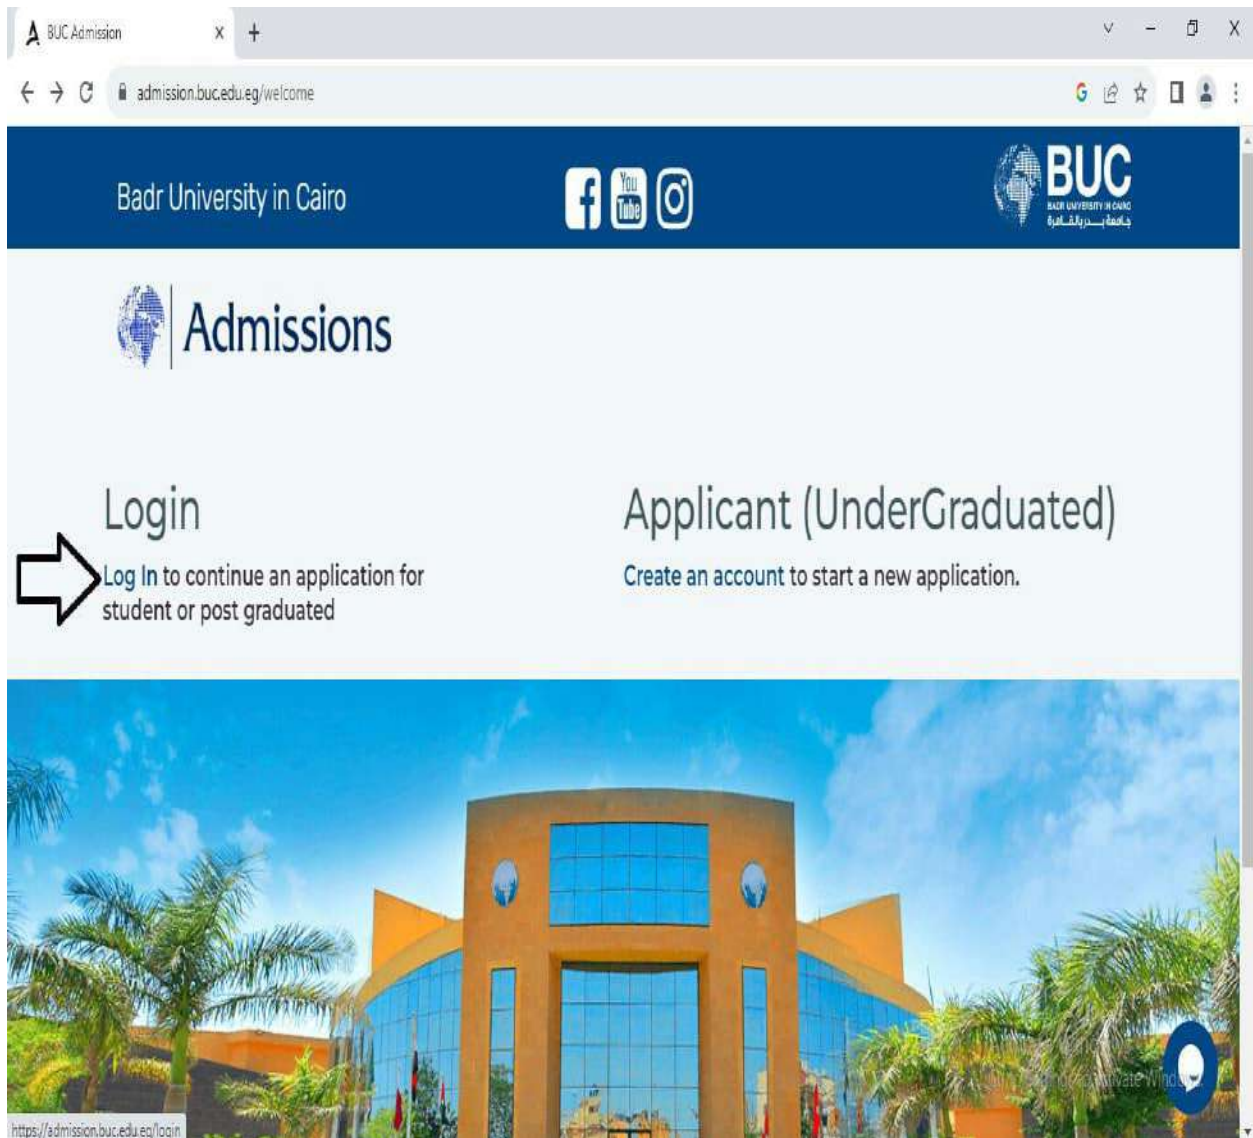 BUC Admission
admission.buc.edu.eg/welcome
Badr University in Cairo
You
Tube
BUC
BADR UNIVERSITY IN CAIRO
جامعة بدر بالقاهرة
Admissions
Login
Log In to continue an application for
student or post graduated
Applicant (UnderGraduated)
Create an account to start a new application.
https://admission.buc.edu.eg/login